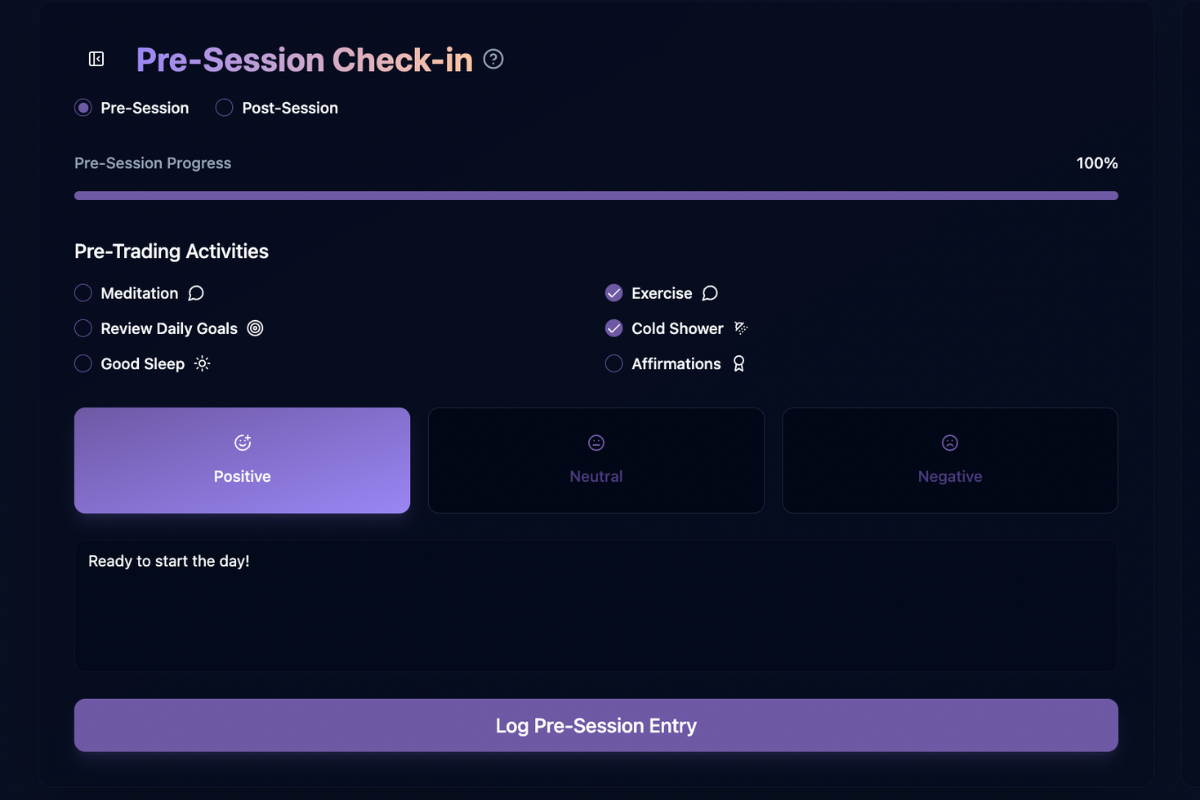 Pre-Session Check-in
Pre-Session Post-Session
Pre-Session Progress 100%
Pre-Trading Activities
Meditation Exercise
Review Daily Goals Cold Shower
Good Sleep Affirmations
Positive Neutral Negative
Ready to start the day!
Log Pre-Session Entry